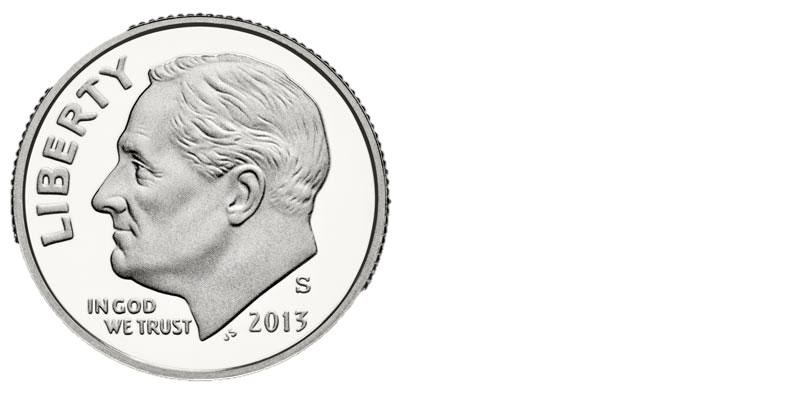 LIBERTY
IN GOD
WE TRUST
JS
S
2013